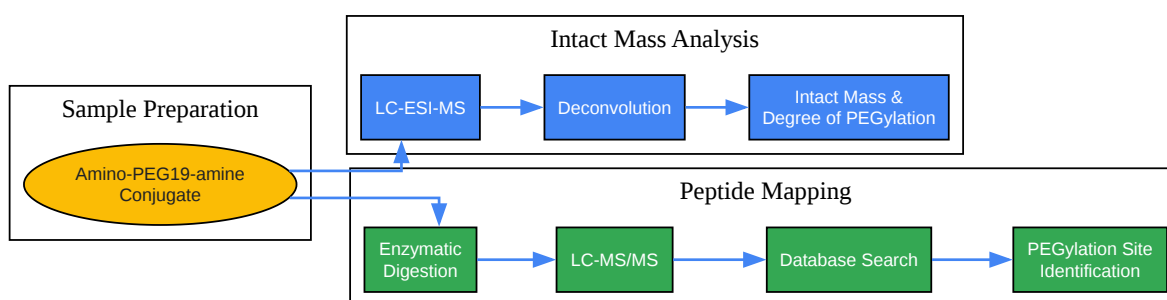 Intact Mass Analysis
LC-ESI-MS
Deconvolution
Intact Mass &
Degree of PEGylation
Sample Preparation
Amino-PEG19-amine
Conjugate
Peptide Mapping
Enzymatic
Digestion
LC-MS/MS
Database Search
PEGylation Site
Identification